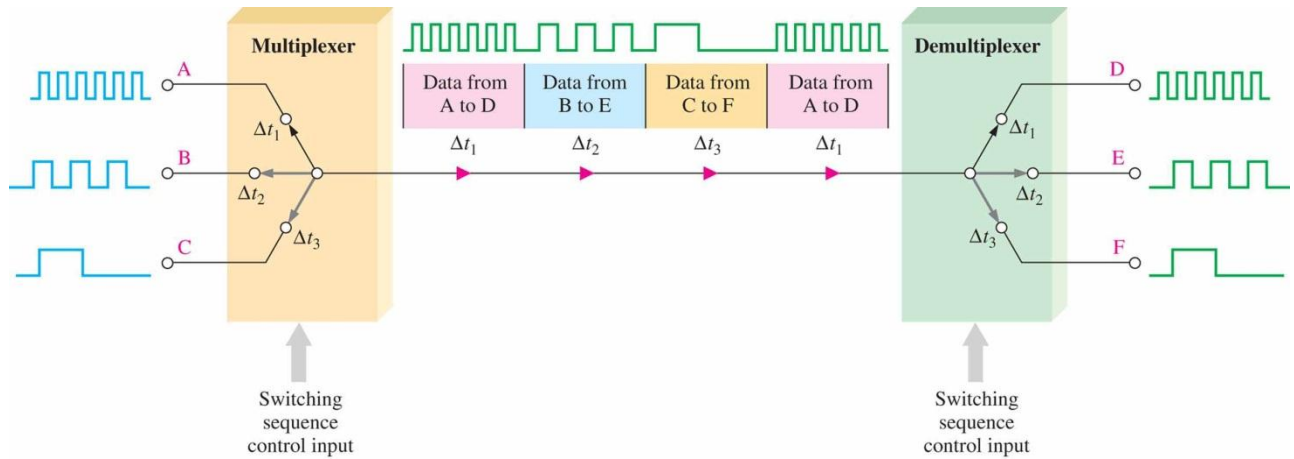 Multiplexer
Demultiplexer
A
B
C
Δt1
Δt2
Δt3
Data from
A to D
Data from
B to E
Data from
C to F
Data from
A to D
Δt1
Δt2
Δt3
Δt1
Δt1
Δt2
Δt3
D
E
F
Switching
sequence
control input
Switching
sequence
control input